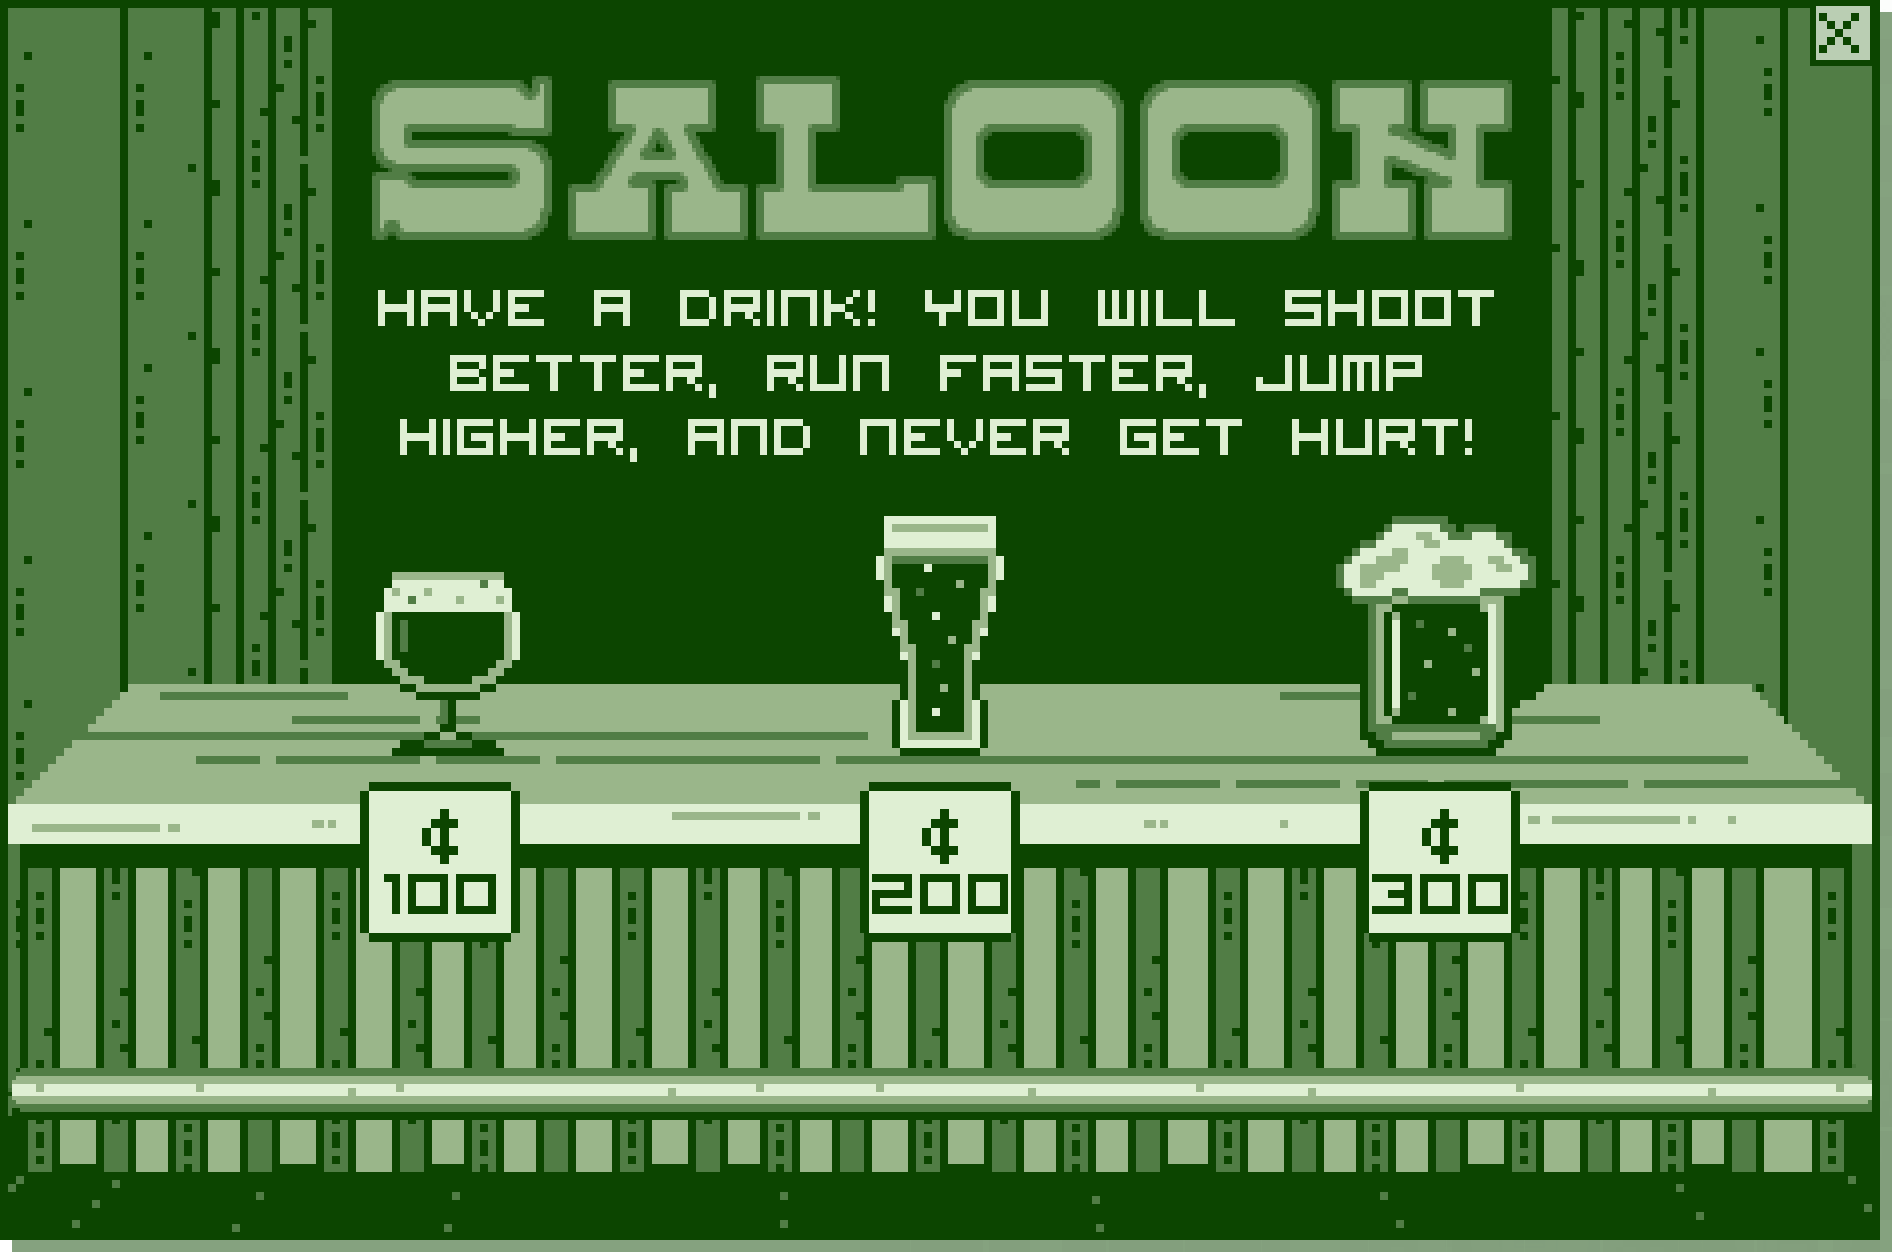 SALOON
HAVE A DRINK! YOU WILL SHOOT
BETTER, RUN FASTER, JUMP
HIGHER, AND NEVER GET HURT!
¢
100
¢
200
¢
300